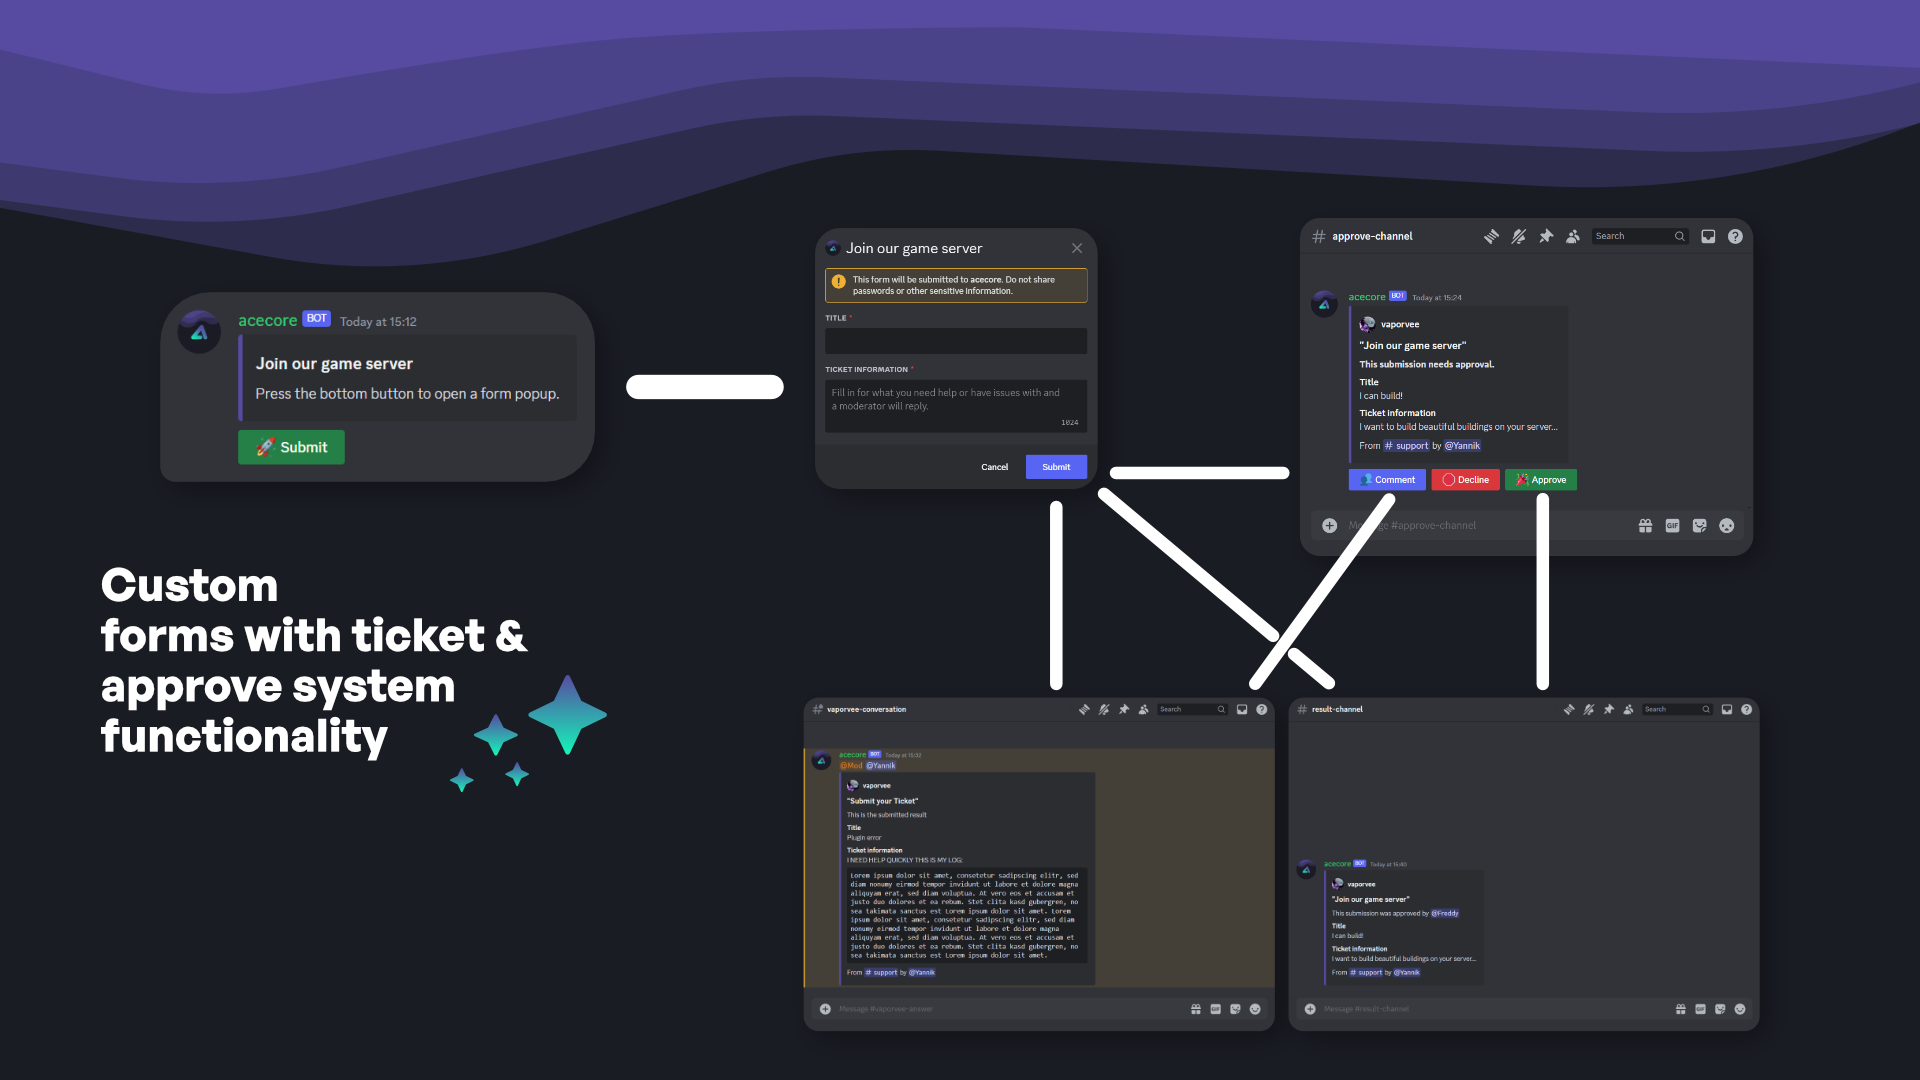 acecore BOT Today at 15:12
Join our game server
Press the bottom button to open a form popup.
Submit
Custom
forms with ticket &
approve system
functionality
Join our game server
This form will be submitted to acecore. Do not share
passwords or other sensitive information.
TITLE *
TICKET INFORMATION *
Fill in for what you need help or have issues with and
a moderator will reply.
1024
Cancel Submit
approve-channel Search
acecore BOT Today at 15:24
vaporvee
"Join our game server"
This submission needs approval.
Title
I can build!
Ticket information
I want to build beautiful buildings on your server...
From # support by @Yannik
Comment Decline Approve
Message #approve-channel
GIF
vaporvee-conversation Search
acecore BOT Today at 15:32
@Mod @Yannik
vaporvee
"Submit your Ticket"
This is the submitted result
Title
Plugin error
Ticket information
I NEED HELP QUICKLY THIS IS MY LOG:
Lorem ipsum dolor sit amet, consetetur sadipscing elitr, sed
diam nonumy eirmod tempor invidunt ut labore et dolore magna
aliquyam erat, sed diam voluptua. At vero eos et accusam et
justo duo dolores et ea rebum. Stet clita kasd gubergren, no
sea takimata sanctus est Lorem ipsum dolor sit amet. Lorem
ipsum dolor sit amet, consetetur sadipscing elitr, sed diam
nonumy eirmod tempor invidunt ut labore et dolore magna
aliquyam erat, sed diam voluptua. At vero eos et accusam et
justo duo dolores et ea rebum. Stet clita kasd gubergren, no
sea takimata sanctus est Lorem ipsum dolor sit amet.
From # support by @Yannik
Message #vaporvee-answer
GIF
result-channel Search
acecore BOT Today at 15:40
vaporvee
"Join our game server"
This submission was approved by @Freddy
Title
I can build!
Ticket information
I want to build beautiful buildings on your server...
From # support by @Yannik
Message #result-channel
GIF